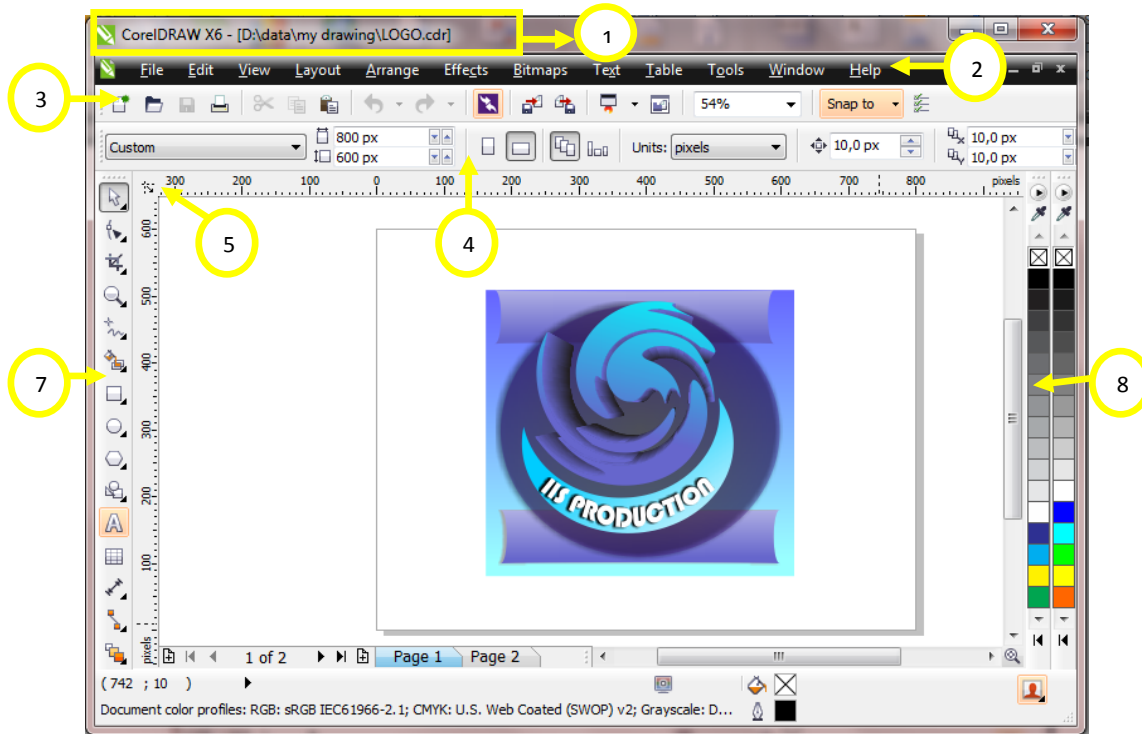 CorelDRAW X6 - [D:\data\my drawing\LOGO.cdr]
1
File Edit View Layout Arrange Effects Bitmaps Text Table Tools Window Help
2
3
54% Snap to
Custom 800 px 600 px Units: pixels 10,0 px 10,0 px 10,0 px
300 200 100 0 100 200 300 400 500 600 700 800 pixels
5
4
600
500
400
300
200
100
pixels
7
8
IIS PRODUCTION
1 of 2 Page 1 Page 2
( 742 ; 10 )
Document color profiles: RGB: sRGB IEC61966-2.1; CMYK: U.S. Web Coated (SWOP) v2; Grayscale: D...